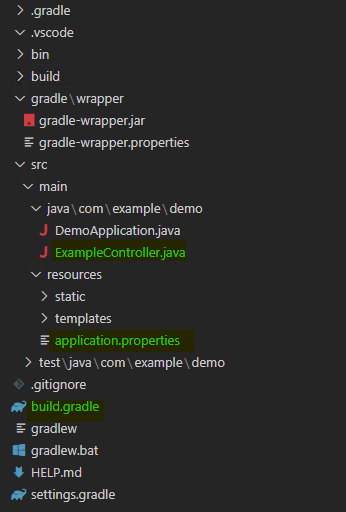 .gradle
.vscode
bin
build
gradle\wrapper
gradle-wrapper.jar
gradle-wrapper.properties
src
main
java\com\example\demo
DemoApplication.java
ExampleController.java
resources
static
templates
application.properties
test\java\com\example\demo
.gitignore
build.gradle
gradlew
gradlew.bat
HELP.md
settings.gradle